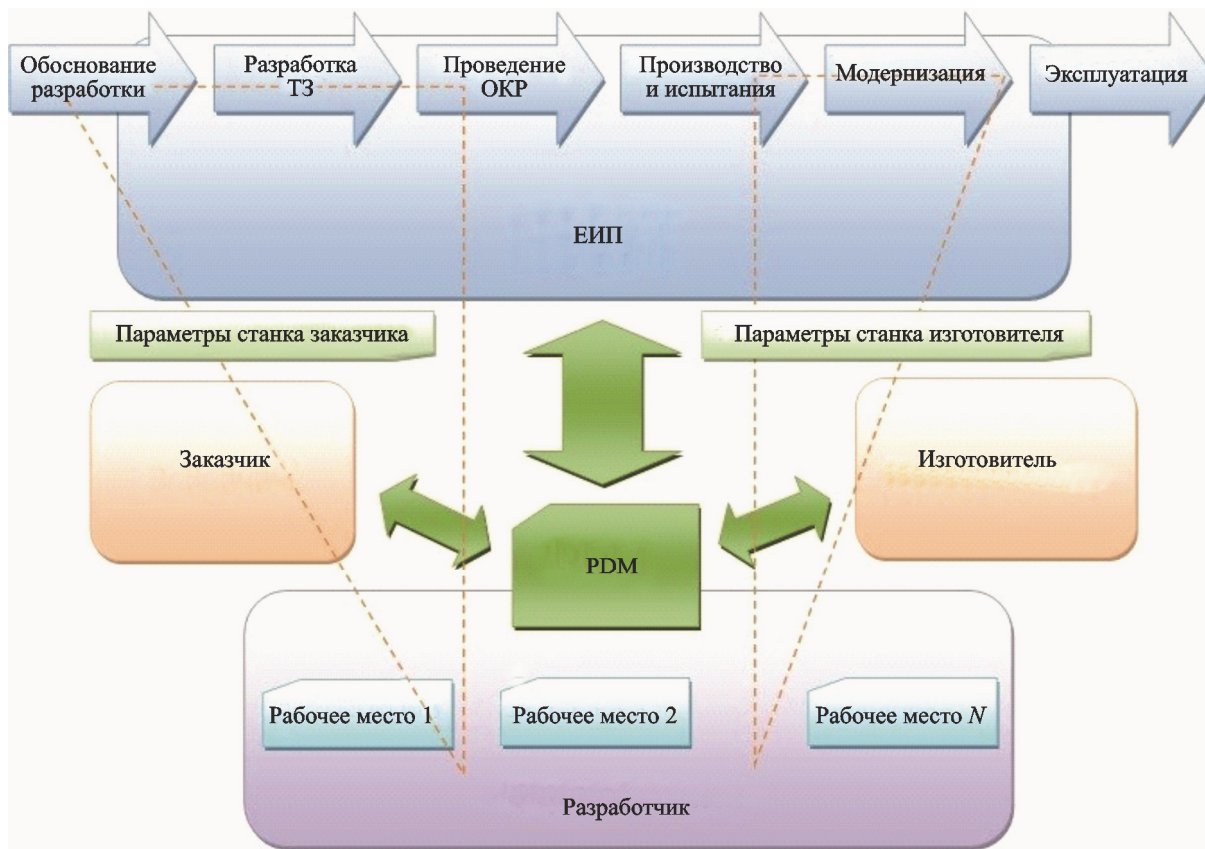 Обоснование
разработки
Разработка
ТЗ
Проведение
ОКР
Производство
и испытания
Модернизация
Эксплуатация
ЕИП
Параметры станка заказчика
Параметры станка изготовителя
Заказчик
Изготовитель
PDM
Рабочее место 1
Рабочее место 2
Рабочее место N
Разработчик